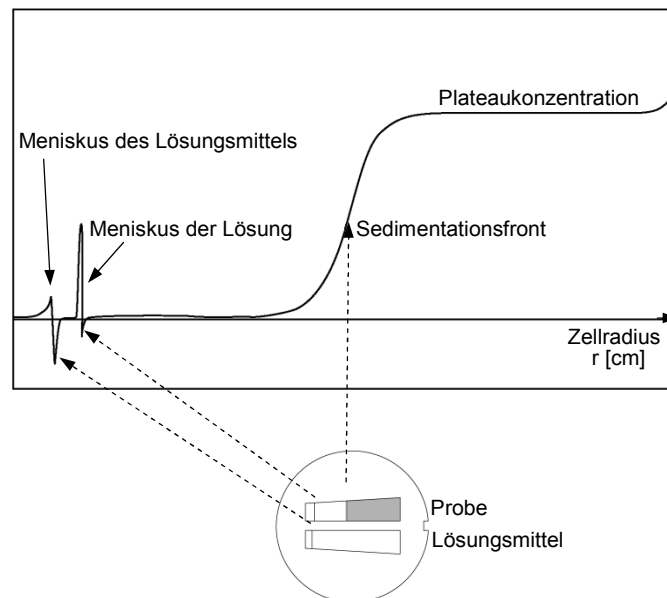 Plateaukonzentration
Meniskus des Lösungsmittels
Meniskus der Lösung
Sedimentationsfront
Zellradius
r [cm]
Probe
Lösungsmittel